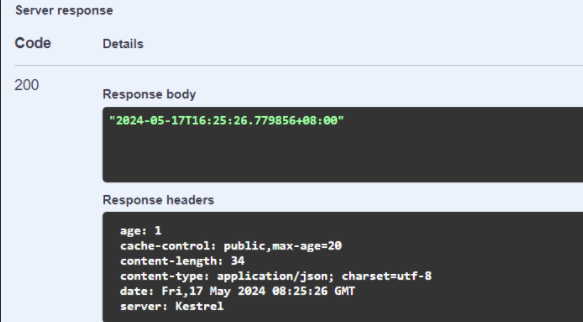 Server response
Code Details
200
Response body
"2024-05-17T16:25:26.779856+08:00"
Response headers
age: 1
cache-control: public,max-age=20
content-length: 34
content-type: application/json; charset=utf-8
date: Fri,17 May 2024 08:25:26 GMT
server: Kestrel